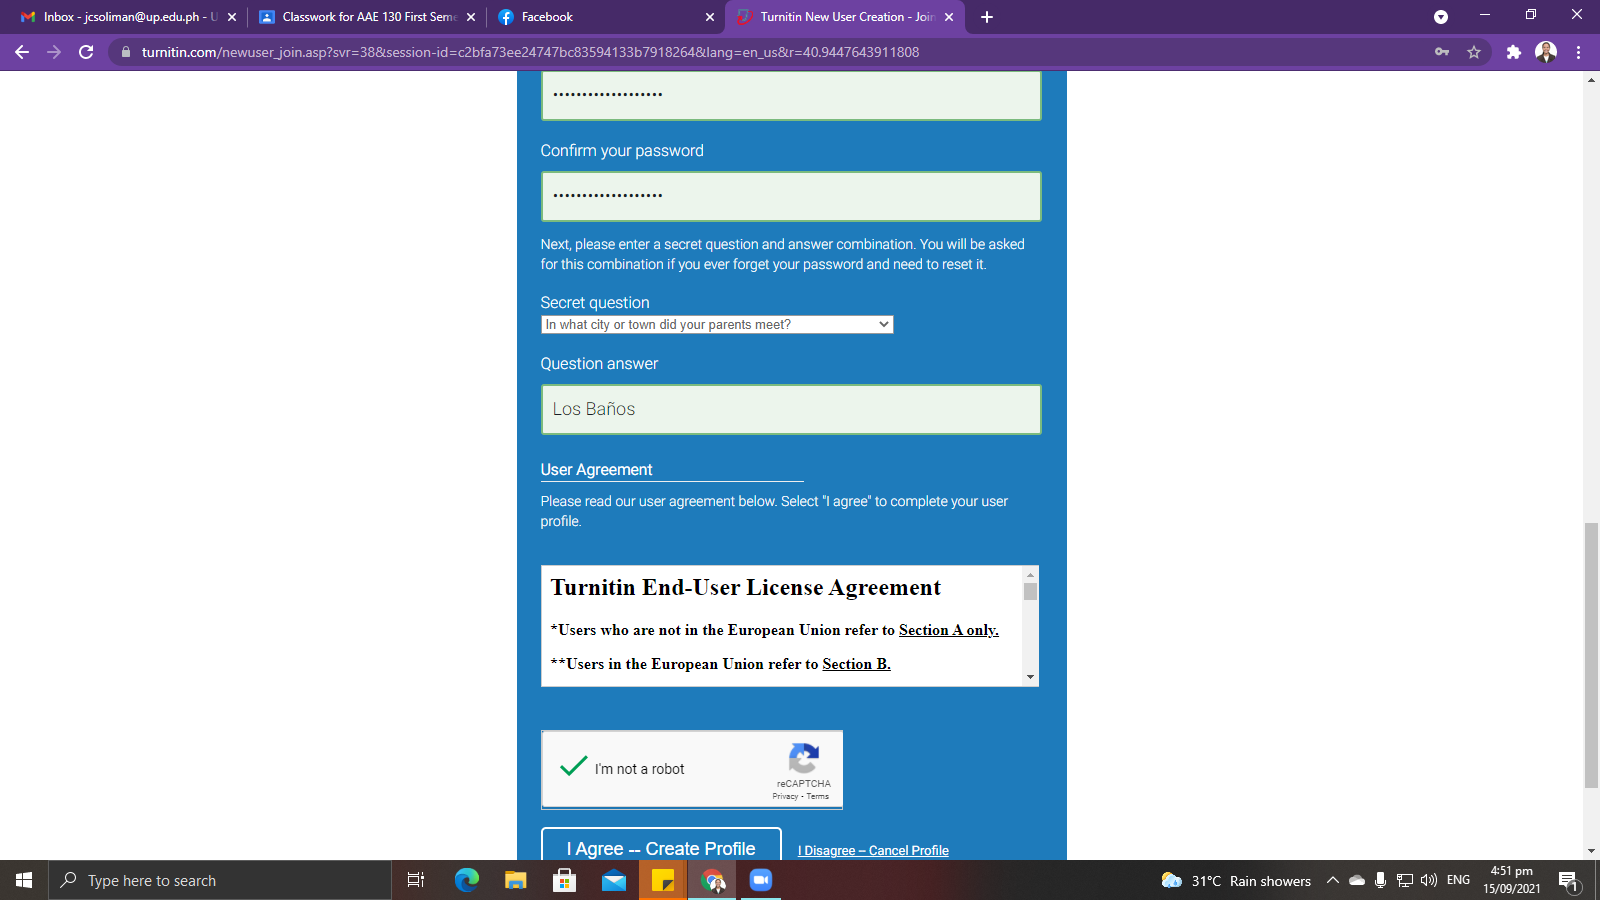 Inbox - jcsoliman@up.edu.ph - U
Classwork for AAE 130 First Seme
Facebook
Turnitin New User Creation - Join
turnitin.com/newuser_join.asp?svr=38&session-id=c2bfa73ee24747bc83594133b7918264&lang=en_us&r=40.9447643911808
Confirm your password
Next, please enter a secret question and answer combination. You will be asked
for this combination if you ever forget your password and need to reset it.
Secret question
In what city or town did your parents meet?
Question answer
Los Baños
User Agreement
Please read our user agreement below. Select "I agree" to complete your user
profile.
Turnitin End-User License Agreement
*Users who are not in the European Union refer to Section A only.
**Users in the European Union refer to Section B.
I'm not a robot
reCAPTCHA
Privacy - Terms
I Agree -- Create Profile
I Disagree -- Cancel Profile
Type here to search
31°C Rain showers
ENG
4:51 pm
15/09/2021
1